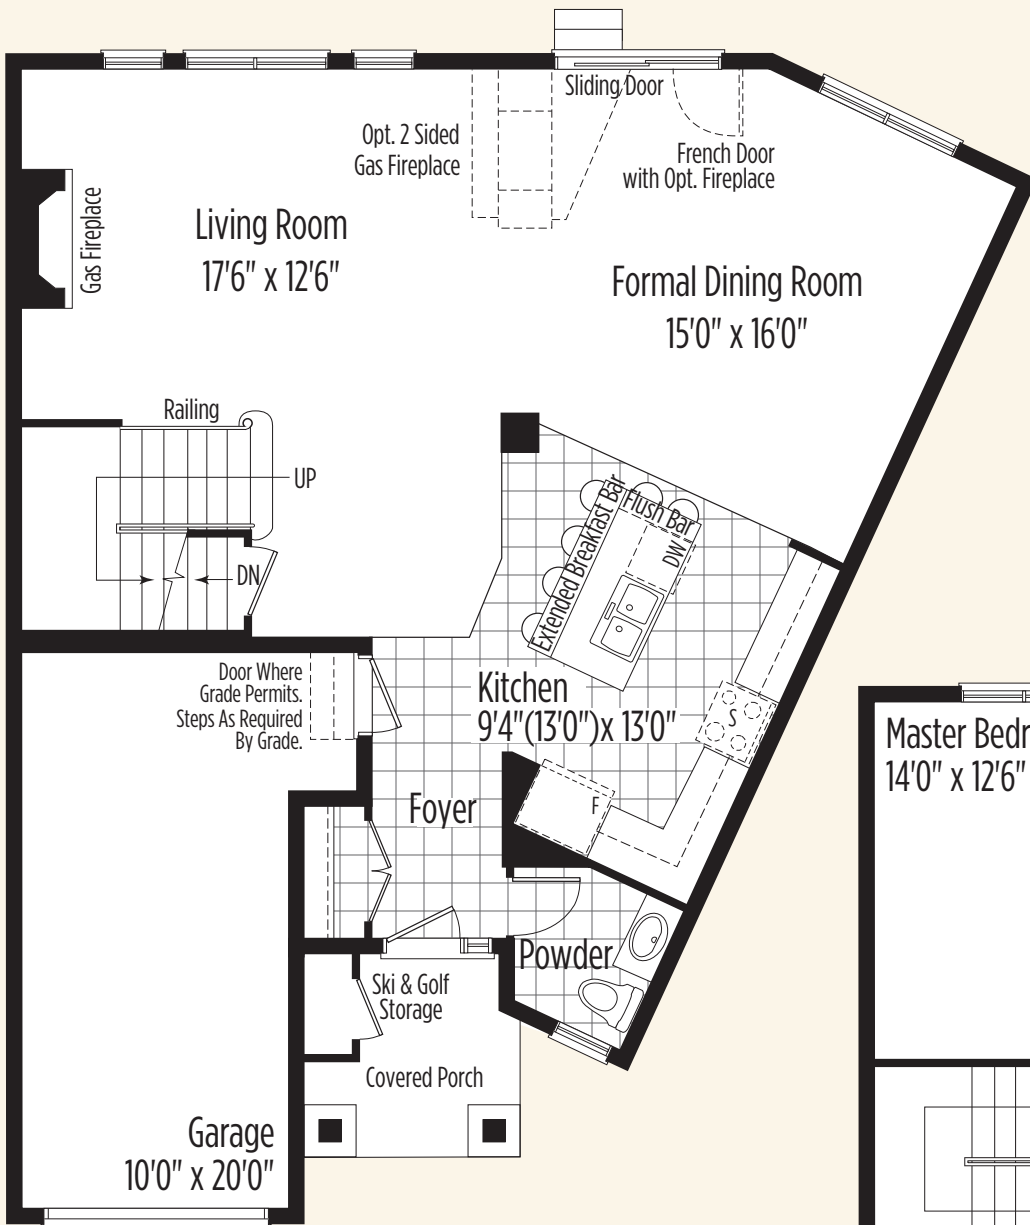 Sliding Door
Opt. 2 Sided
Gas Fireplace
French Door
with Opt. Fireplace
Gas Fireplace
Living Room
17'6" x 12'6"
Formal Dining Room
15'0" x 16'0"
Railing
UP
DN
Extended Breakfast Bar
Flush Bar
DW
Door Where
Grade Permits.
Steps As Required
By Grade.
Kitchen
9'4"(13'0") x 13'0"
S
F
Foyer
Master Bedr
14'0" x 12'6"
Powder
Ski & Golf
Storage
Covered Porch
Garage
10'0" x 20'0"